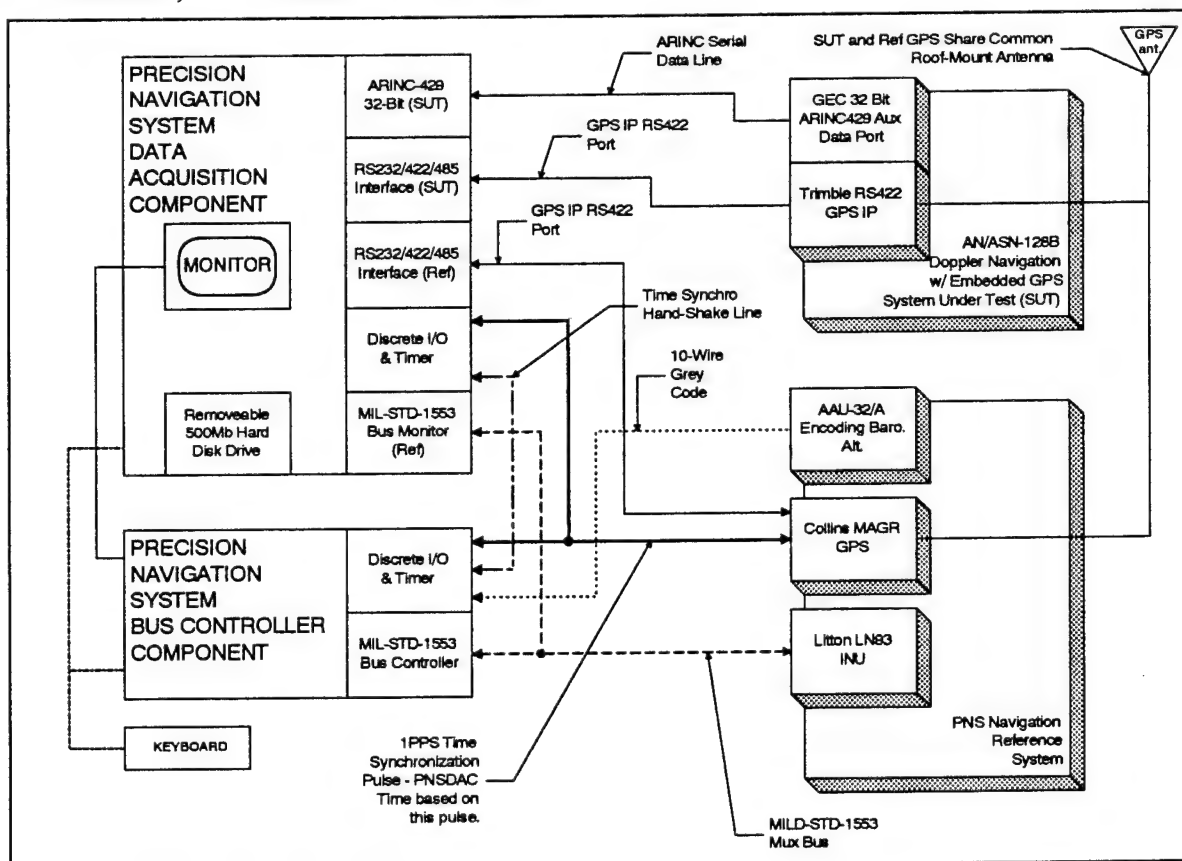 PRECISION
NAVIGATION
SYSTEM
DATA
ACQUISITION
COMPONENT
MONITOR
Removeable
500Mb Hard
Disk Drive
ARINC-429
32-Bit (SUT)
RS232/422/485
Interface (SUT)
RS232/422/485
Interface (Ref)
Discrete I/O
& Timer
MIL-STD-1553
Bus Monitor
(Ref)
ARINC Serial
Data Line
GPS IP RS422
Port
GPS IP RS422
Port
Time Synchro
Hand-Shake Line
10-Wire
Grey
Code
SUT and Ref GPS Share Common
Roof-Mount Antenna
GPS
ant.
GEC 32 Bit
ARINC429 Aux
Data Port
Trimble RS422
GPS IP
AN/ASN-128B
Doppler Navigation
w/ Embedded GPS
System Under Test (SUT)
AAU-32/A
Encoding Baro.
Alt.
Collins MAGR
GPS
Litton LN93
INU
PNS Navigation
Reference
System
PRECISION
NAVIGATION
SYSTEM
BUS CONTROLLER
COMPONENT
Discrete I/O
& Timer
MIL-STD-1553
Bus Controller
KEYBOARD
1PPS Time
Synchronization
Pulse - PNSDAC
Time based on
this pulse.
MILD-STD-1553
Mux Bus